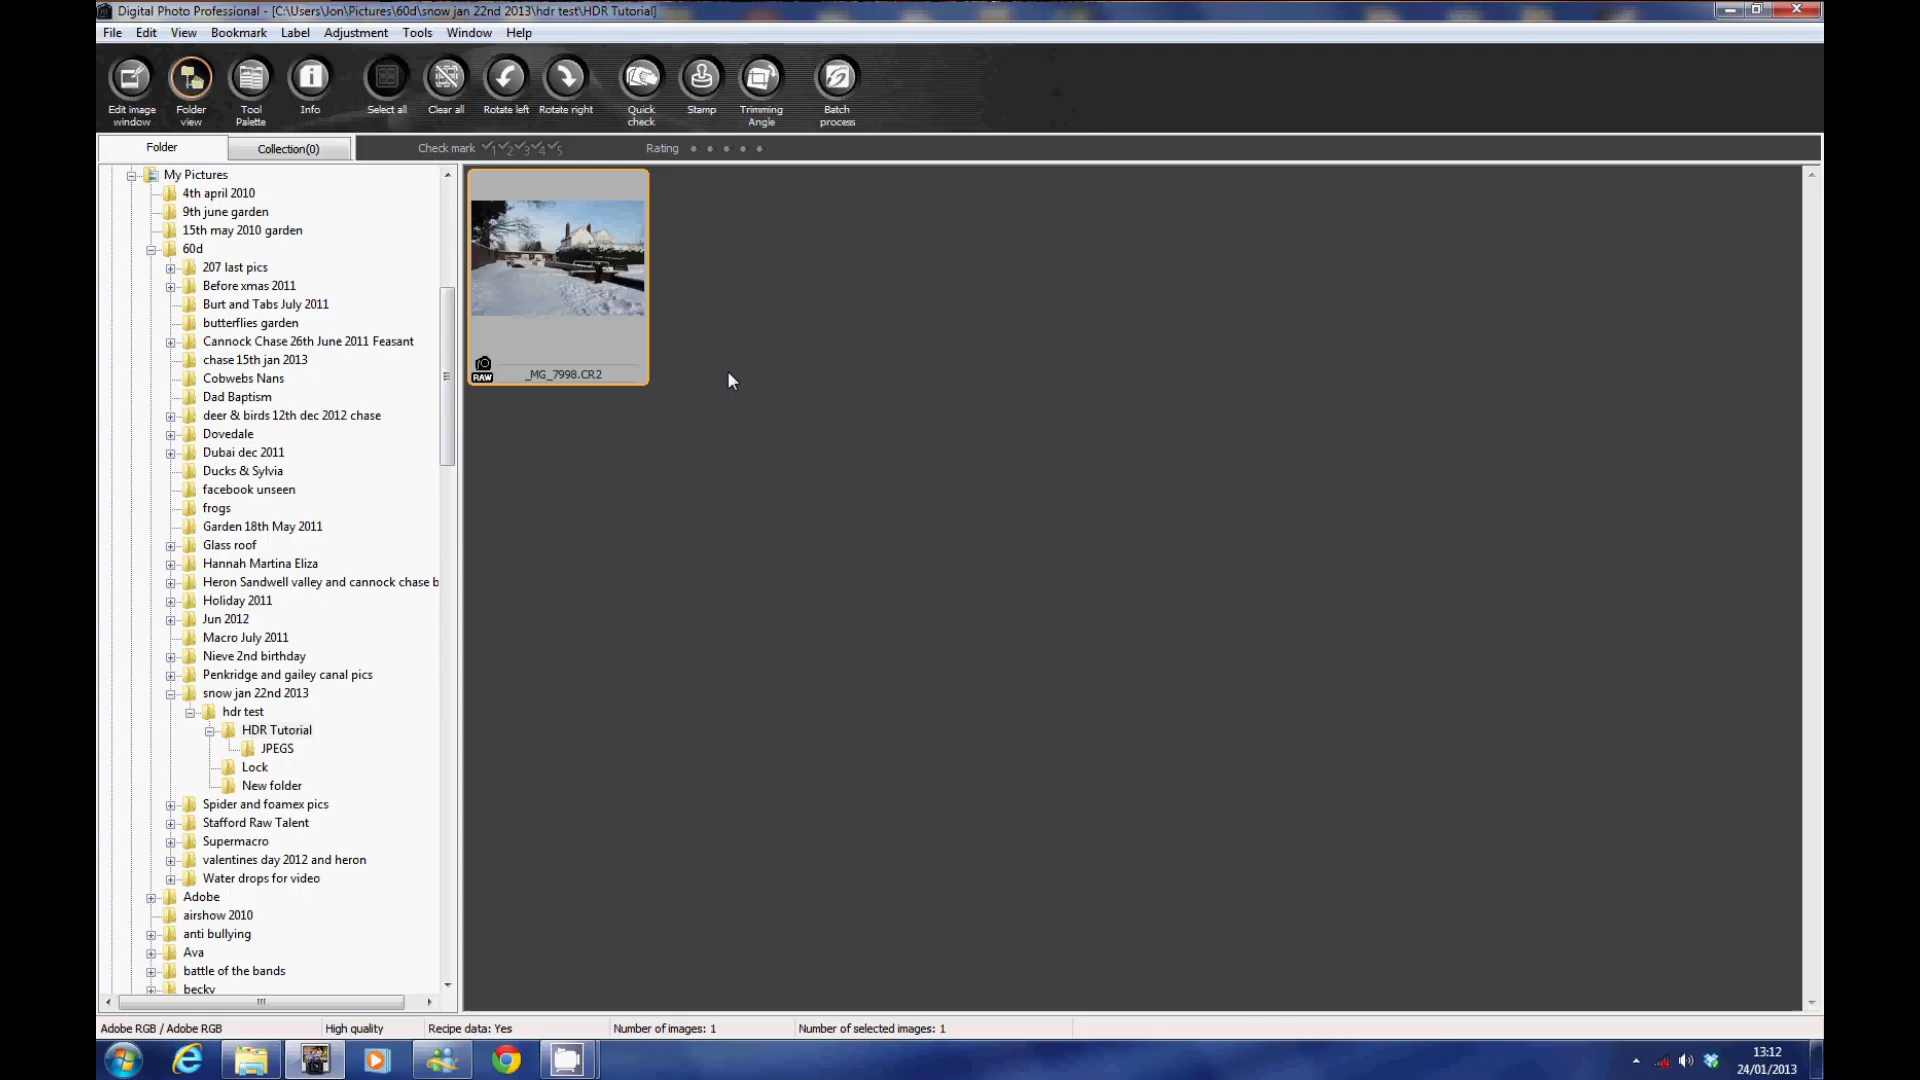 Digital Photo Professional - [C:\Users\Jon\Pictures\60d\snow jan 22nd 2013\hdr test\HDR Tutorial]
File Edit View Bookmark Label Adjustment Tools Window Help
Edit image window
Folder view
Tool Palette
Info
Select all
Clear all
Rotate left
Rotate right
Quick check
Stamp
Trimming Angle
Batch process
Folder
Collection(0)
Check mark 1 2 3 4 5
Rating
My Pictures
4th april 2010
9th june garden
15th may 2010 garden
60d
207 last pics
Before xmas 2011
Burt and Tabs July 2011
butterflies garden
Cannock Chase 26th June 2011 Feasant
chase 15th jan 2013
Cobwebs Nans
Dad Baptism
deer & birds 12th dec 2012 chase
Dovedale
Dubai dec 2011
Ducks & Sylvia
facebook unseen
frogs
Garden 18th May 2011
Glass roof
Hannah Martina Eliza
Heron Sandwell valley and cannock chase b
Holiday 2011
Jun 2012
Macro July 2011
Nieve 2nd birthday
Penkridge and gailey canal pics
snow jan 22nd 2013
hdr test
HDR Tutorial
JPEGS
Lock
New folder
Spider and foamex pics
Stafford Raw Talent
Supermacro
valentines day 2012 and heron
Water drops for video
Adobe
airshow 2010
anti bullying
Ava
battle of the bands
becky
RAW
_MG_7998.CR2
Adobe RGB / Adobe RGB
High quality
Recipe data: Yes
Number of images: 1
Number of selected images: 1
13:12
24/01/2013